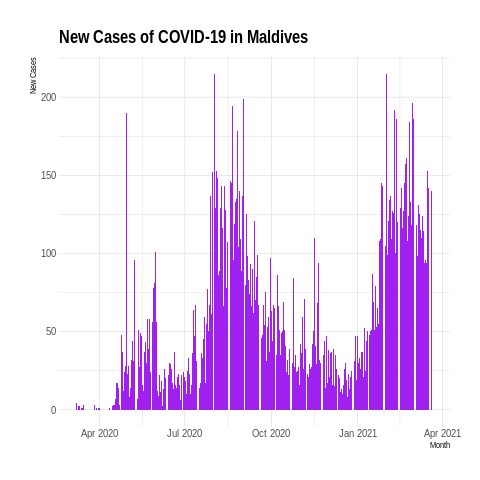 New Cases of COVID-19 in Maldives
New Cases
200
150
100
50
0
Apr 2020 Jul 2020 Oct 2020 Jan 2021 Apr 2021
Month